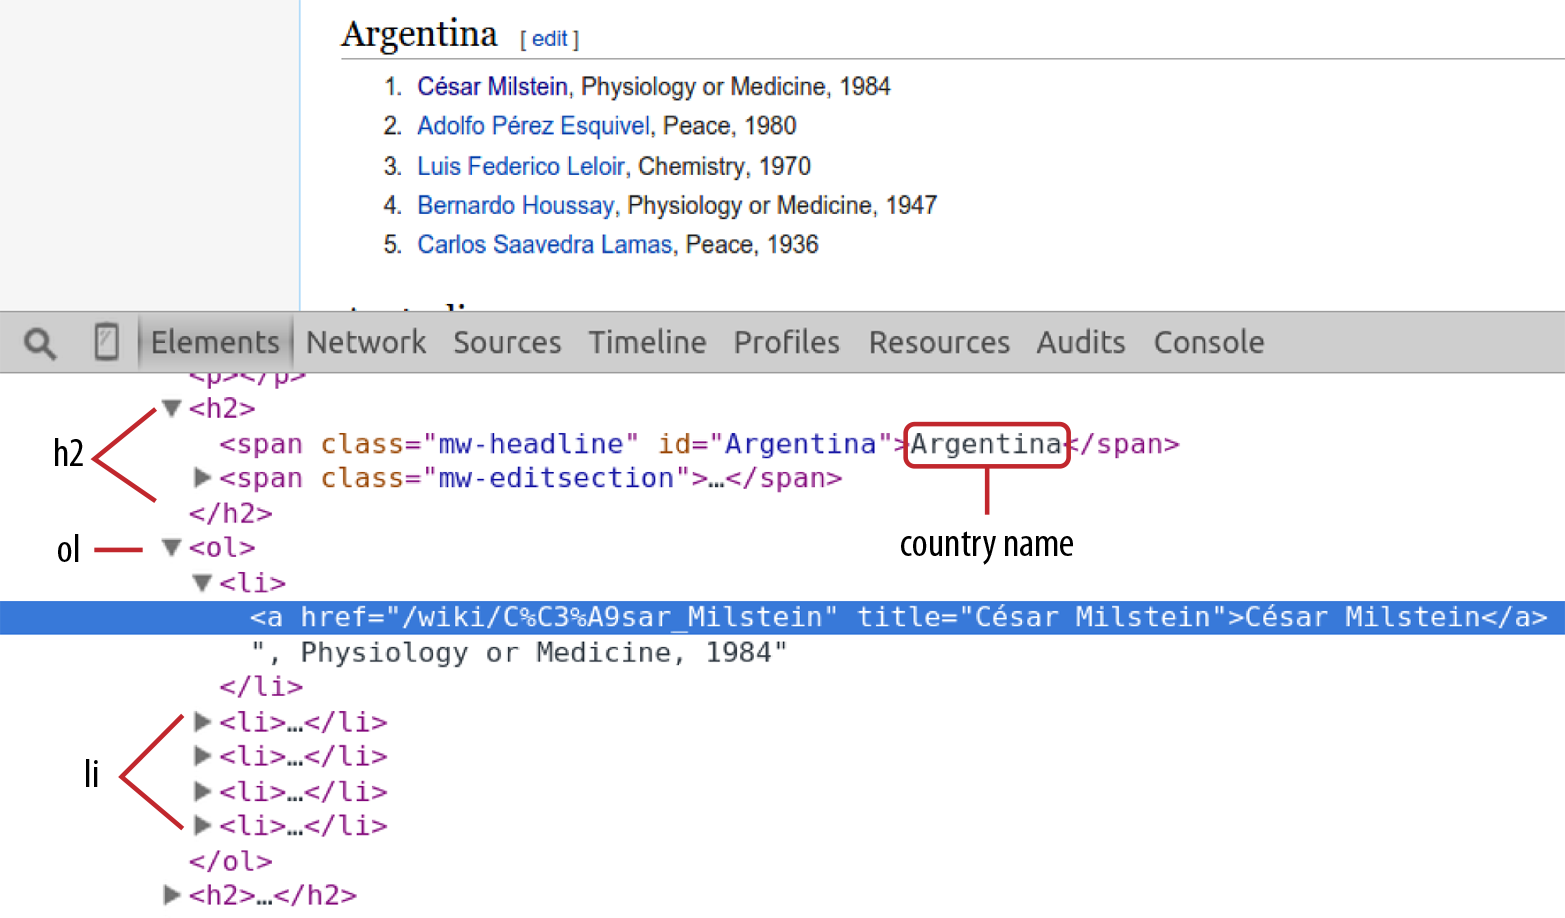 Argentina [ edit ]
1. César Milstein, Physiology or Medicine, 1984
2. Adolfo Pérez Esquivel, Peace, 1980
3. Luis Federico Leloir, Chemistry, 1970
4. Bernardo Houssay, Physiology or Medicine, 1947
5. Carlos Saavedra Lamas, Peace, 1936
Elements Network Sources Timeline Profiles Resources Audits Console
<p></p>
<h2>
h2
<span class="mw-headline" id="Argentina">Argentina</span>
<span class="mw-editsection">…</span>
</h2>
country name
ol
<ol>
<li>
<a href="/wiki/C%C3%A9sar_Milstein" title="César Milstein">César Milstein</a>
", Physiology or Medicine, 1984"
</li>
<li>…</li>
<li>…</li>
li
<li>…</li>
<li>…</li>
</ol>
<h2>…</h2>